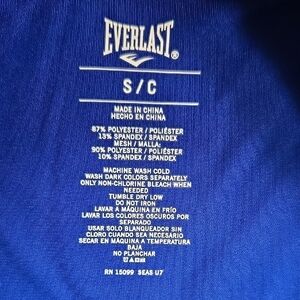 EVERLAST®
S / C
MADE IN CHINA
HECHO EN CHINA
87% POLYESTER / POLIÉSTER
13% SPANDEX / SPANDEX
MESH / MALLA:
90% POLYESTER / POLIÉSTER
10% SPANDEX / SPANDEX
MACHINE WASH COLD
WASH DARK COLORS SEPARATELY
ONLY NON-CHLORINE BLEACH WHEN
NEEDED
TUMBLE DRY LOW
DO NOT IRON
LAVAR A MÁQUINA EN FRÍO
LAVAR LOS COLORES OSCUROS POR
SEPARADO
USAR SOLO BLANQUEADOR SIN
CLORO CUANDO SEA NECESARIO
SECAR EN MÁQUINA A TEMPERATURA
BAJA
NO PLANCHAR
RN 15099 SEAS U7